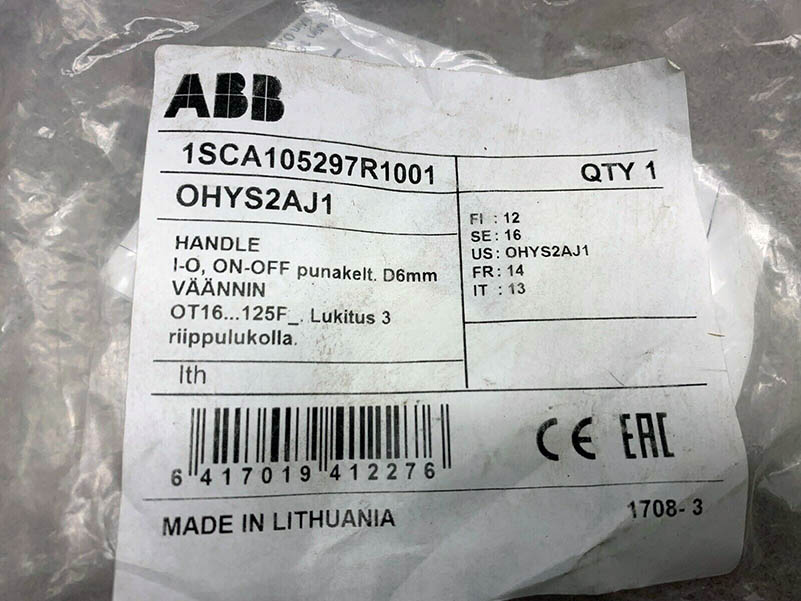 ABB
1SCA105297R1001
QTY 1
OHYS2AJ1
HANDLE
I-O, ON-OFF punakelt. D6mm
VÄÄNNIN
OT16...125F_. Lukitus 3
riippulukolla.
FI : 12
SE : 16
US : OHYS2AJ1
FR : 14
IT : 13
Ith
6 417019 412276
CE EAC
MADE IN LITHUANIA
1708- 3